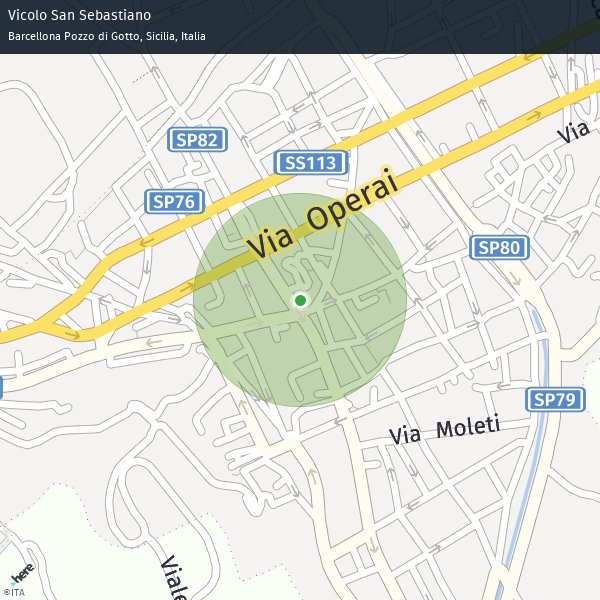 Vicolo San Sebastiano
Barcellona Pozzo di Gotto, Sicilia, Italia
SP82
SS113
Via
SP76
Via Operai
SP80
SP79
Via Moleti
Viale
here
©ITA